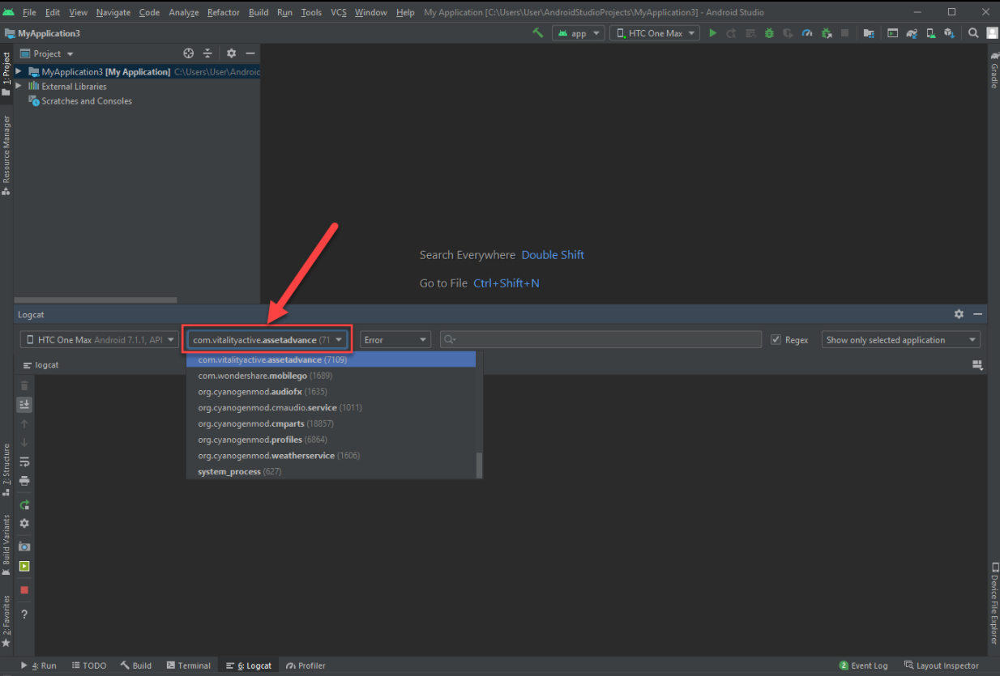 File Edit View Navigate Code Analyze Refactor Build Run Tools VCS Window Help My Application [C:\Users\User\AndroidStudioProjects\MyApplication3] - Android Studio
MyApplication3 app HTC One Max
1: Project
Resource Manager
7: Structure
Build Variants
2: Favorites
Project
MyApplication3 [My Application] C:\Users\User\Androic
External Libraries
Scratches and Consoles
Search Everywhere Double Shift
Go to File Ctrl+Shift+N
Gradle
Device File Explorer
Logcat
HTC One Max Android 7.1.1, API com.vitalityactive.assetadvance (71 Error Regex Show only selected application
logcat
com.vitalityactive.assetadvance (7109)
com.wondershare.mobilego (1689)
org.cyanogenmod.audiofx (1635)
org.cyanogenmod.cmaudio.service (1011)
org.cyanogenmod.cmparts (18857)
org.cyanogenmod.profiles (6864)
org.cyanogenmod.weatherservice (1606)
system_process (627)
?
4: Run TODO Build Terminal 6: Logcat Profiler 2 Event Log Layout Inspector